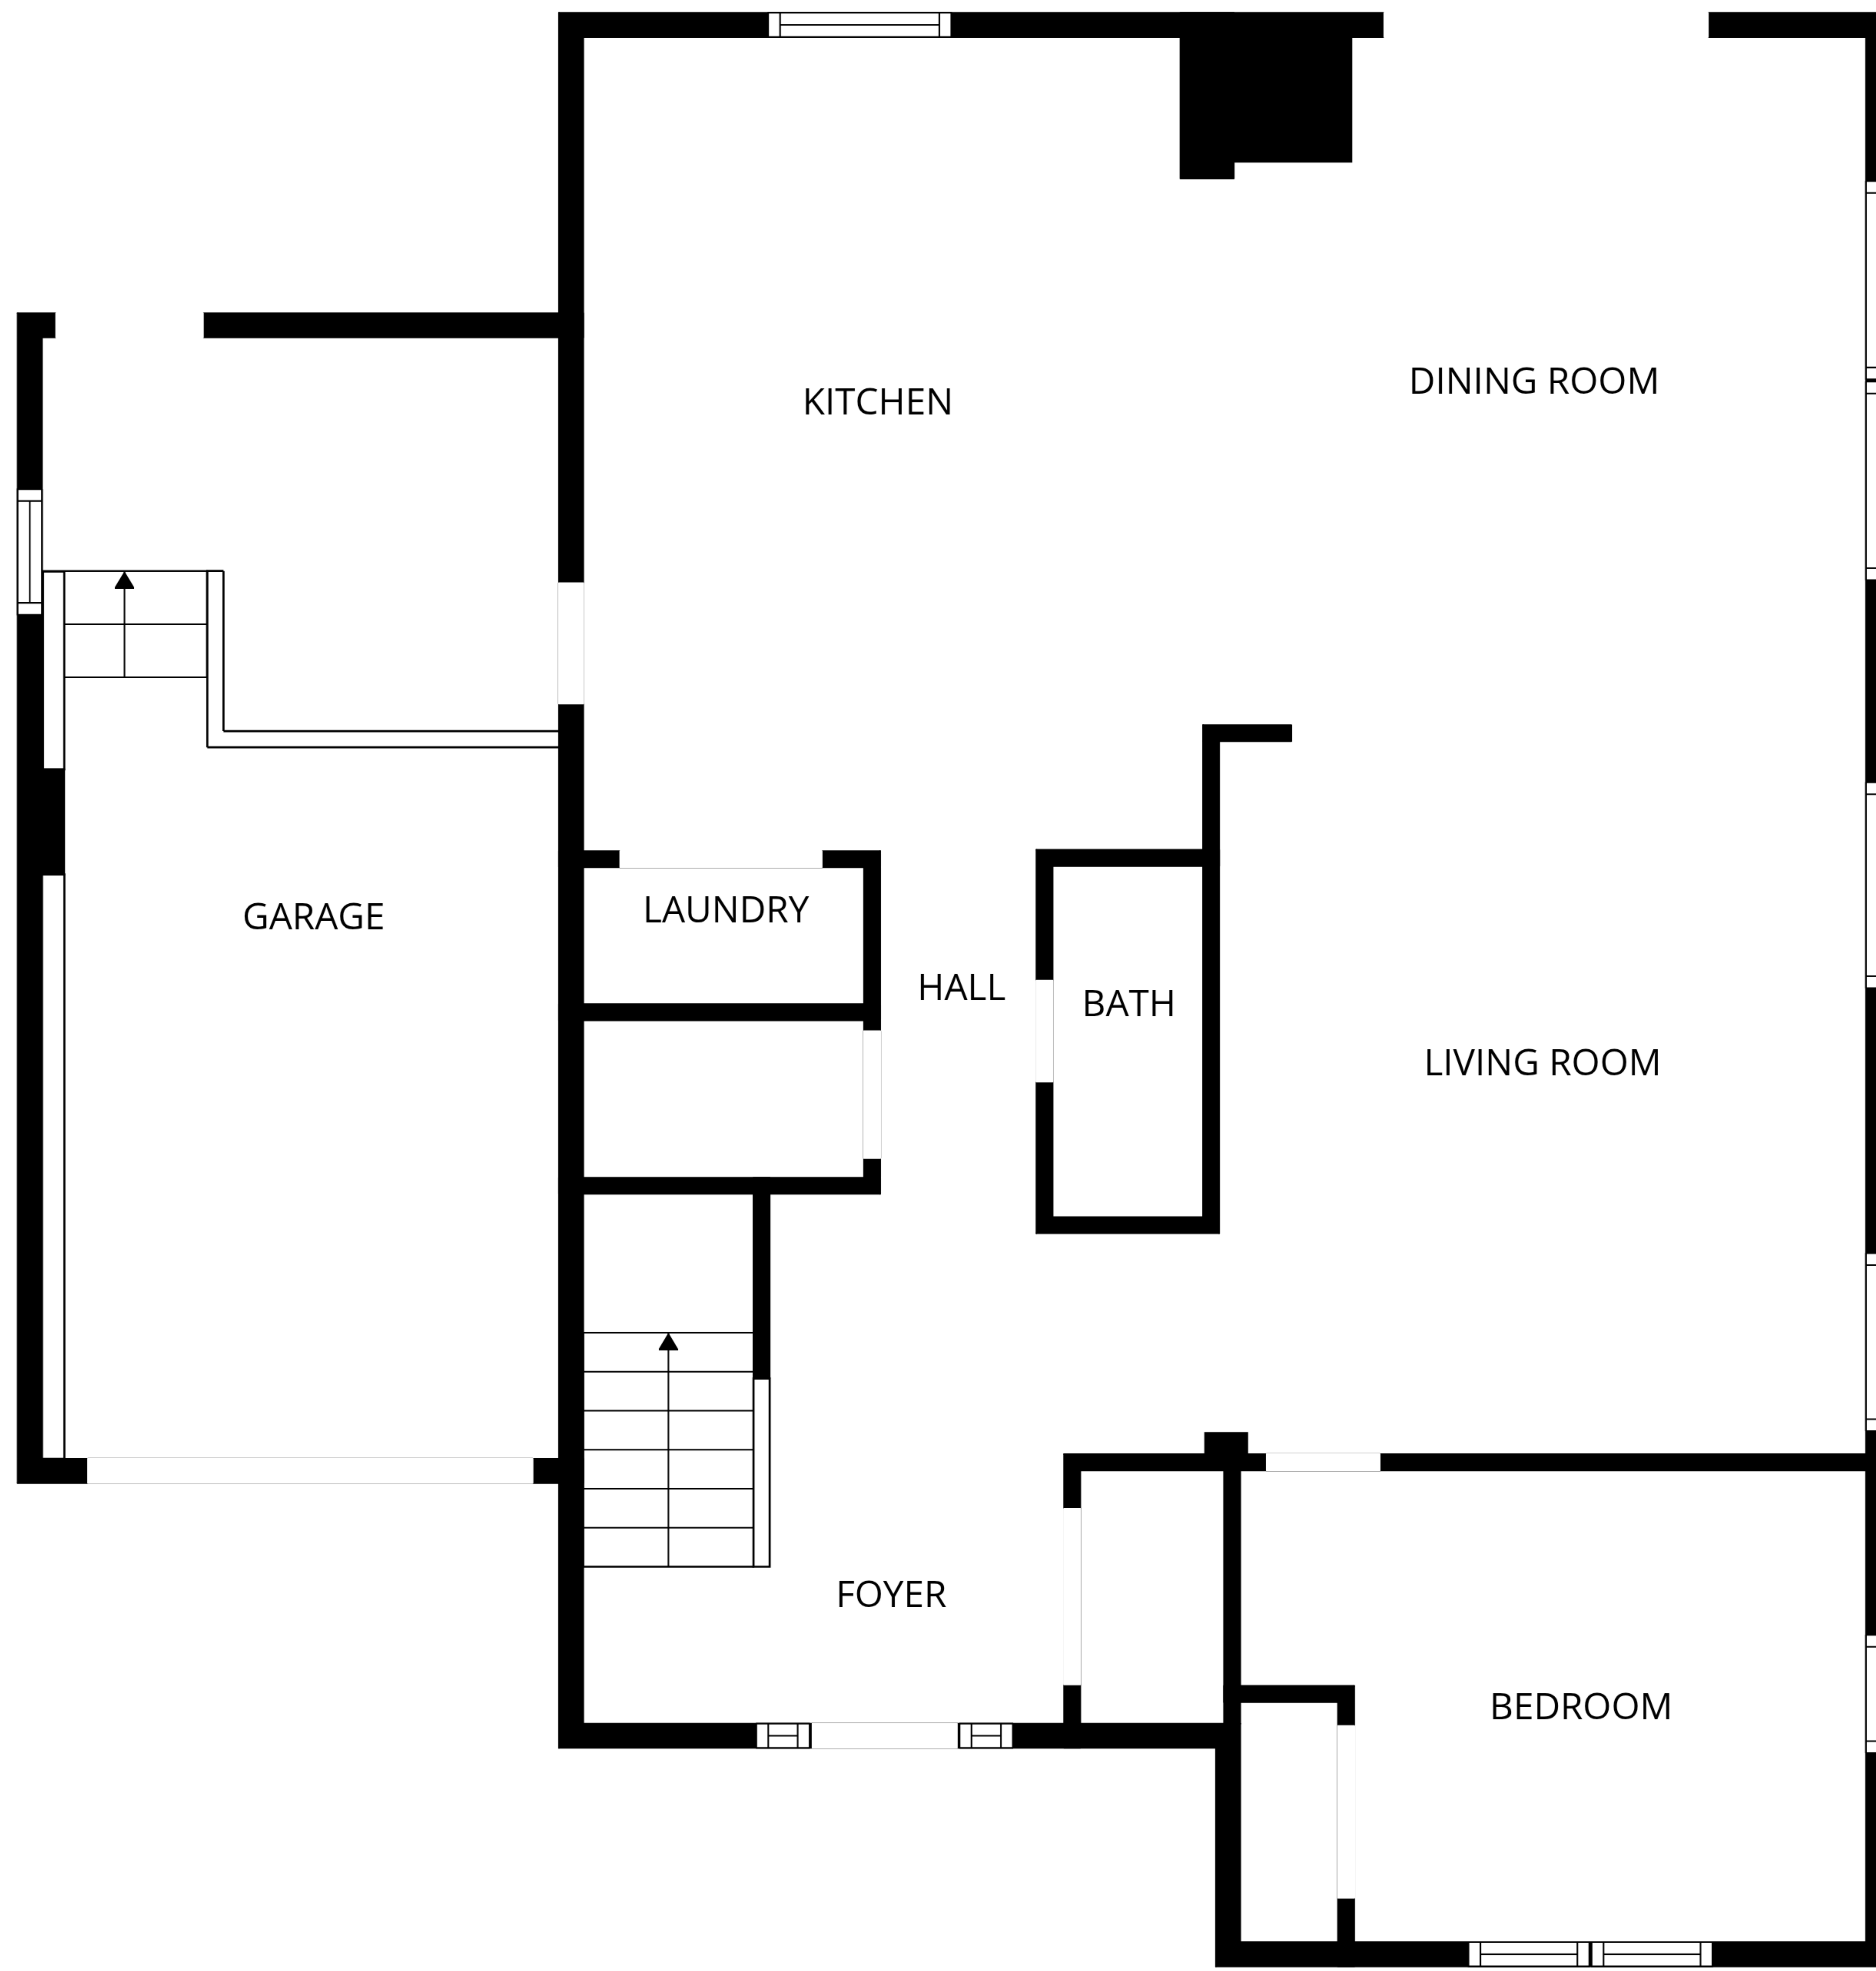 DINING ROOM
KITCHEN
LAUNDRY
GARAGE
HALL
BATH
LIVING ROOM
FOYER
BEDROOM